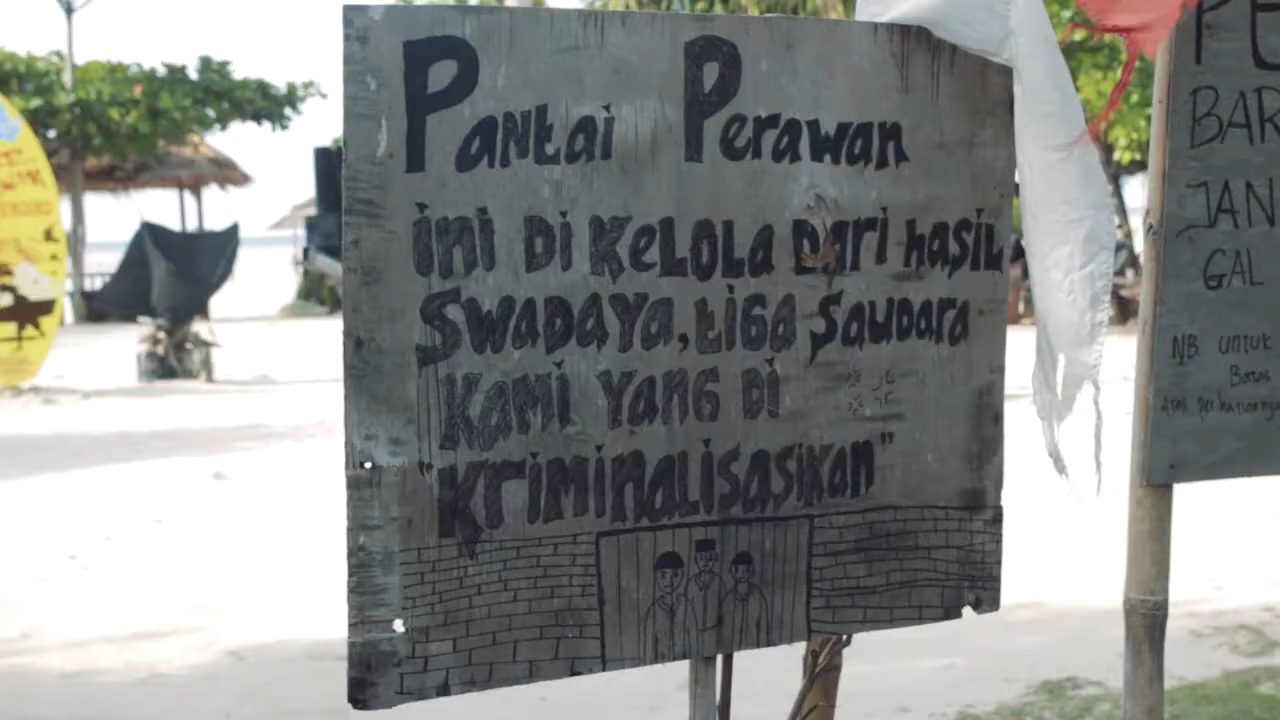 Pantai Perawan
ini Di KeLOLa Dari hasil
SWaDaYa, tiGa SauDara
KaMi YanG Di
"KriMinaLisasiKan"
BAR
JAN
GAL
NB. untuk